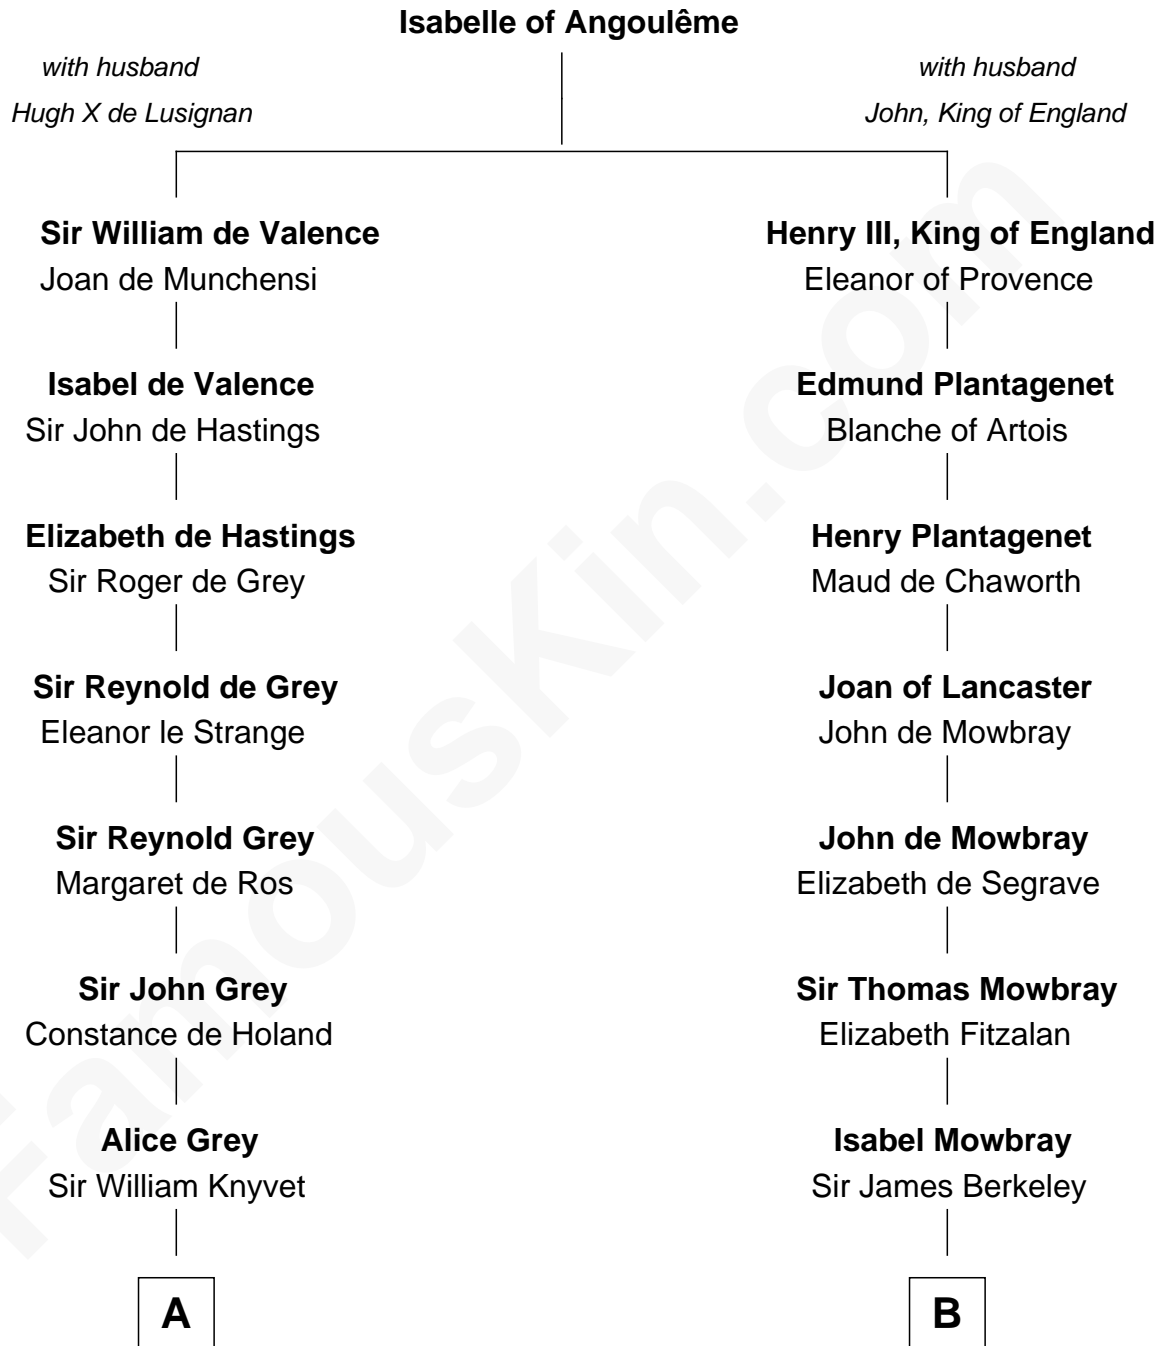 Isabelle of Angoulême
with husband
Hugh X de Lusignan
with husband
John, King of England
Sir William de Valence
Joan de Munchensi
Henry III, King of England
Eleanor of Provence
Isabel de Valence
Sir John de Hastings
Edmund Plantagenet
Blanche of Artois
Elizabeth de Hastings
Sir Roger de Grey
Henry Plantagenet
Maud de Chaworth
Sir Reynold de Grey
Eleanor le Strange
Joan of Lancaster
John de Mowbray
Sir Reynold Grey
Margaret de Ros
John de Mowbray
Elizabeth de Segrave
Sir John Grey
Constance de Holand
Sir Thomas Mowbray
Elizabeth Fitzalan
Alice Grey
Sir William Knyvet
Isabel Mowbray
Sir James Berkeley
A
B
FamousKin.com